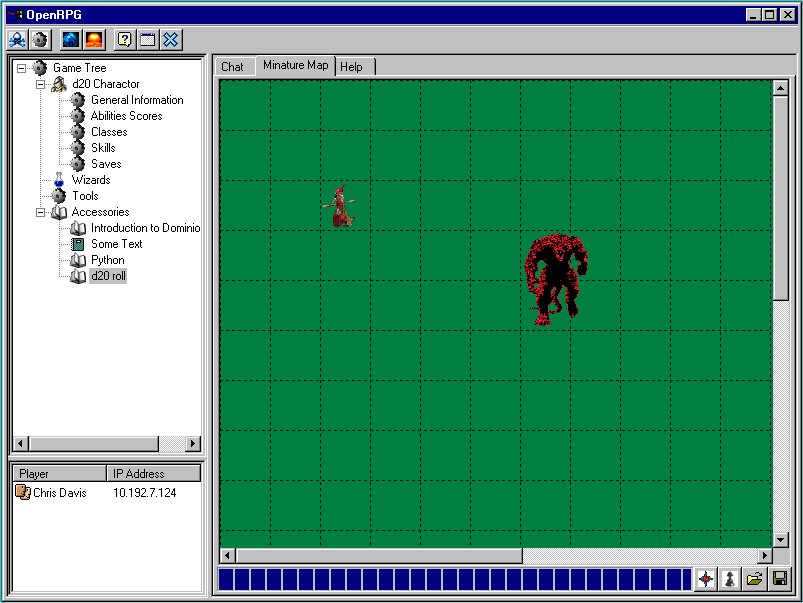 OpenRPG
Game Tree
d20 Charactor
General Information
Abilities Scores
Classes
Skills
Saves
Wizards
Tools
Accessories
Introduction to Dominio
Some Text
Python
d20 roll
Player IP Address
Chris Davis 10.192.7.124
Chat Minature Map Help